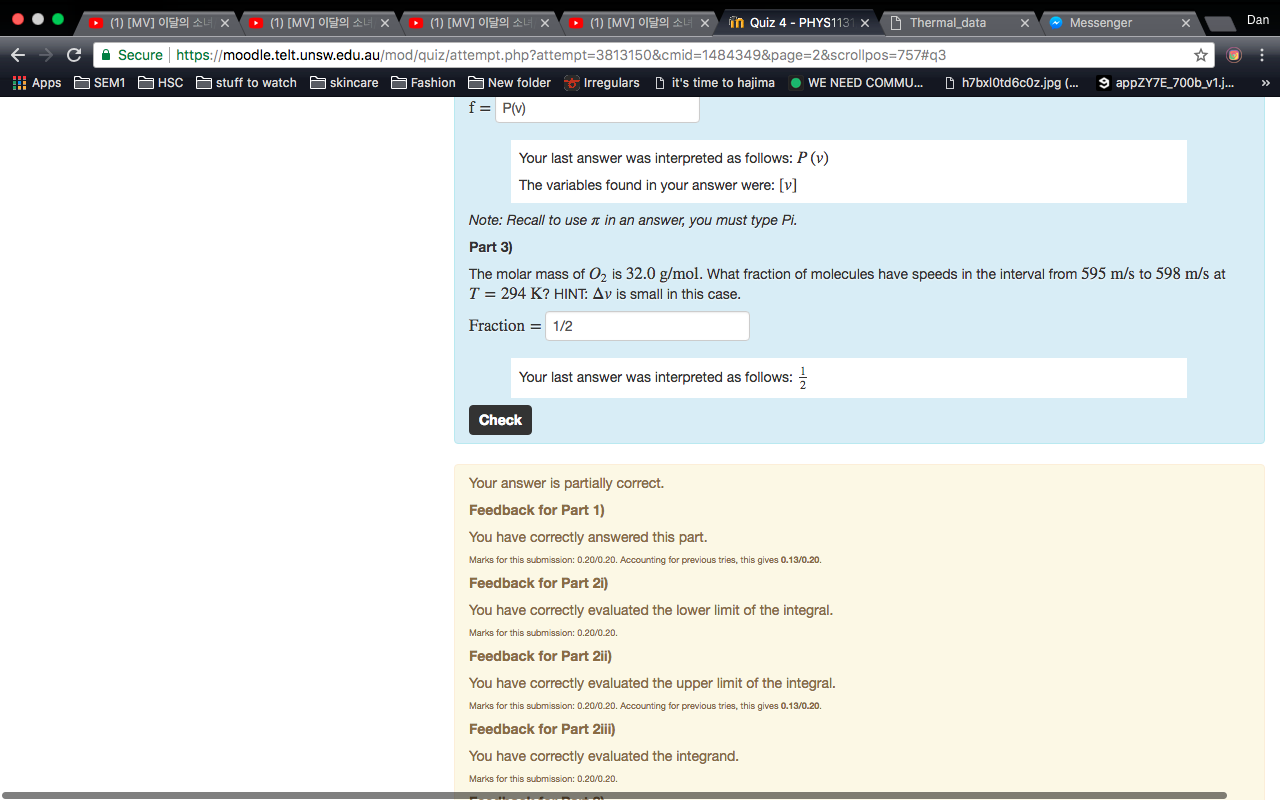 (1) [MV] 이달의 소녀
(1) [MV] 이달의 소녀
(1) [MV] 이달의 소녀
(1) [MV] 이달의 소녀
Quiz 4 - PHYS1131
Thermal_data
Messenger
Dan
Secure
https://moodle.telt.unsw.edu.au/mod/quiz/attempt.php?attempt=3813150&cmid=1484349&page=2&scrollpos=757#q3
Apps SEM1 HSC stuff to watch skincare Fashion New folder Irregulars it's time to hajima WE NEED COMMU... h7bxl0td6c0z.jpg (... appZY7E_700b_v1.j... »
f = P(v)
Your last answer was interpreted as follows: P (v)
The variables found in your answer were: [v]
Note: Recall to use π in an answer, you must type Pi.
Part 3)
The molar mass of O₂ is 32.0 g/mol. What fraction of molecules have speeds in the interval from 595 m/s to 598 m/s at
T = 294 K? HINT: Δv is small in this case.
Fraction = 1/2
Your last answer was interpreted as follows: 1/2
Check
Your answer is partially correct.
Feedback for Part 1)
You have correctly answered this part.
Marks for this submission: 0.20/0.20. Accounting for previous tries, this gives 0.13/0.20.
Feedback for Part 2i)
You have correctly evaluated the lower limit of the integral.
Marks for this submission: 0.20/0.20.
Feedback for Part 2ii)
You have correctly evaluated the upper limit of the integral.
Marks for this submission: 0.20/0.20. Accounting for previous tries, this gives 0.13/0.20.
Feedback for Part 2iii)
You have correctly evaluated the integrand.
Marks for this submission: 0.20/0.20.